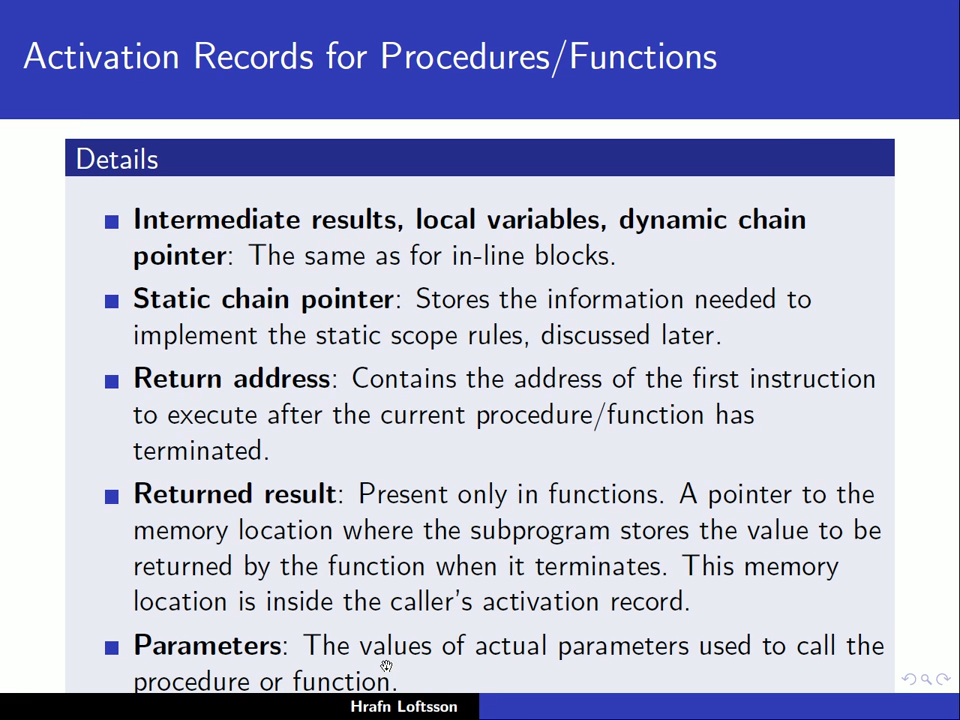 Activation Records for Procedures/Functions
Details
Intermediate results, local variables, dynamic chain
pointer: The same as for in-line blocks.
Static chain pointer: Stores the information needed to
implement the static scope rules, discussed later.
Return address: Contains the address of the first instruction
to execute after the current procedure/function has
terminated.
Returned result: Present only in functions. A pointer to the
memory location where the subprogram stores the value to be
returned by the function when it terminates. This memory
location is inside the caller's activation record.
Parameters: The values of actual parameters used to call the
procedure or function.
Hrafn Loftsson